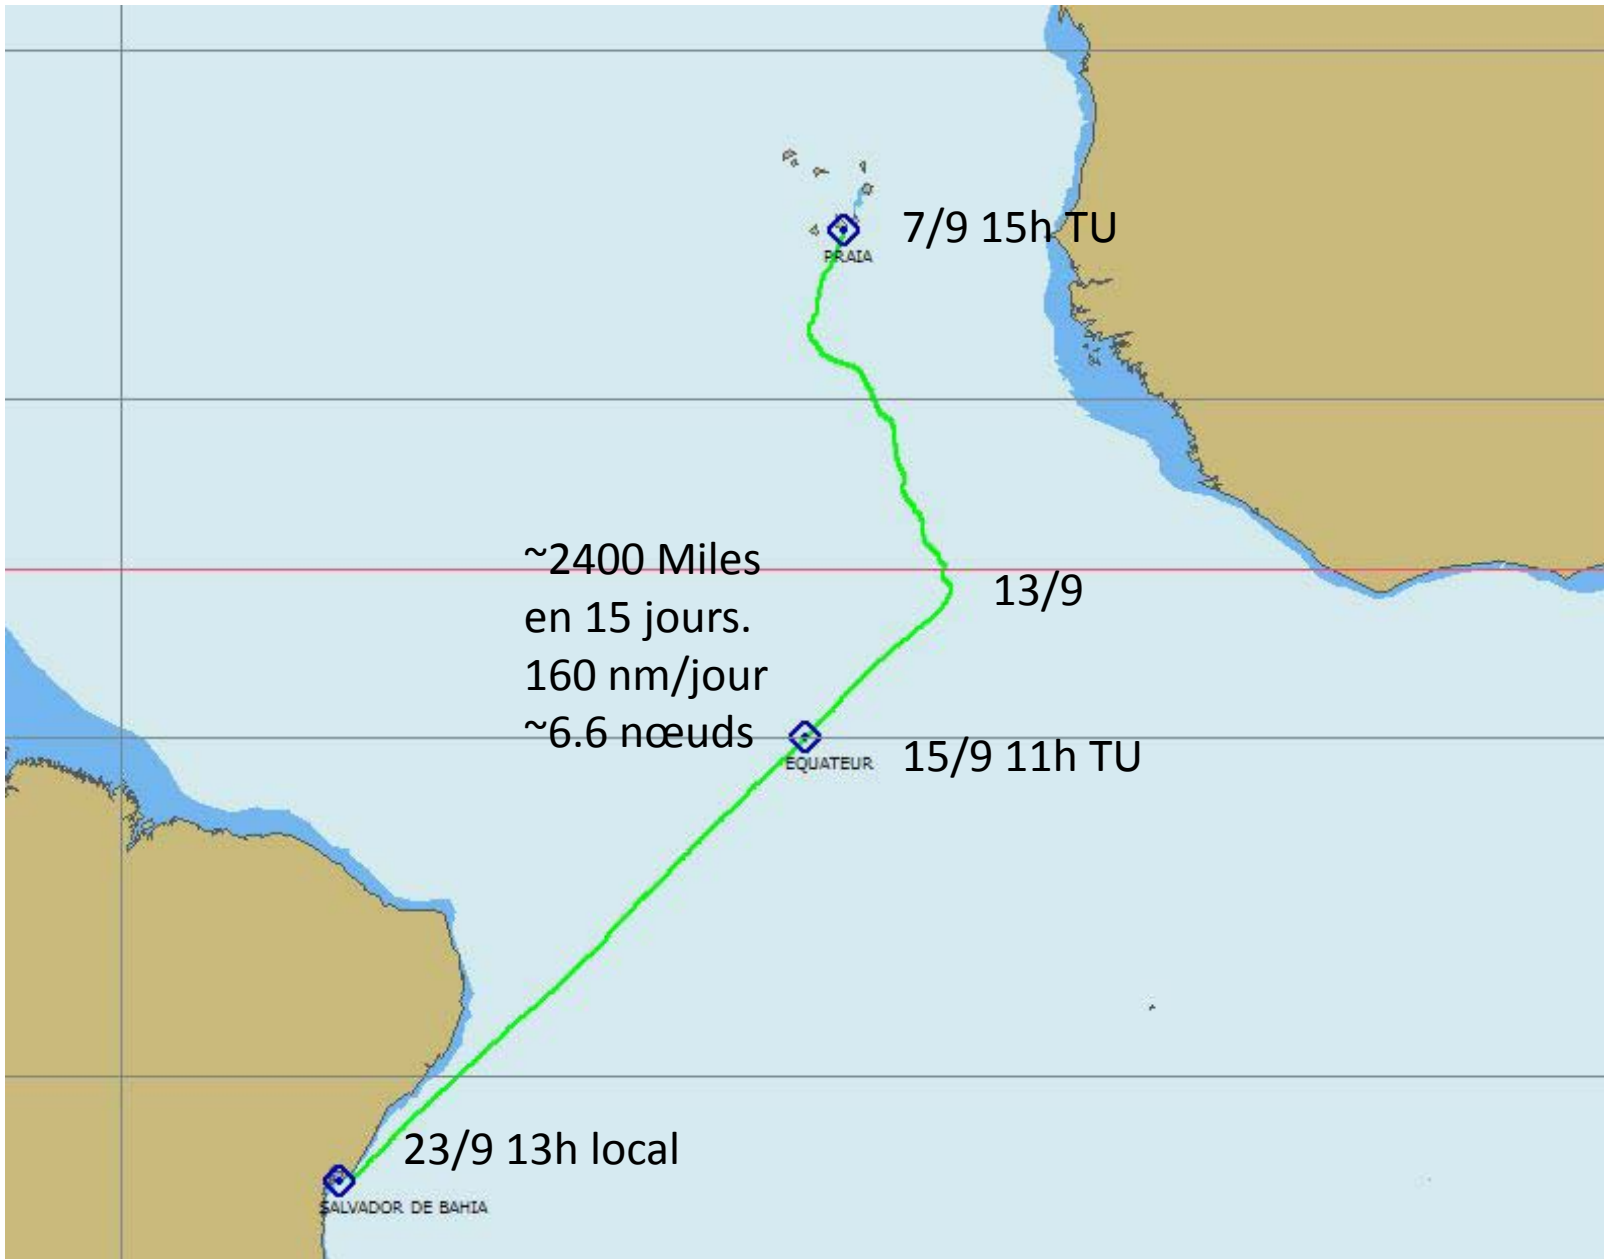 7/9 15h TU
PRAIA
~2400 Miles
en 15 jours.
160 nm/jour
~6.6 nœuds
13/9
EQUATEUR
15/9 11h TU
23/9 13h local
SALVADOR DE BAHIA